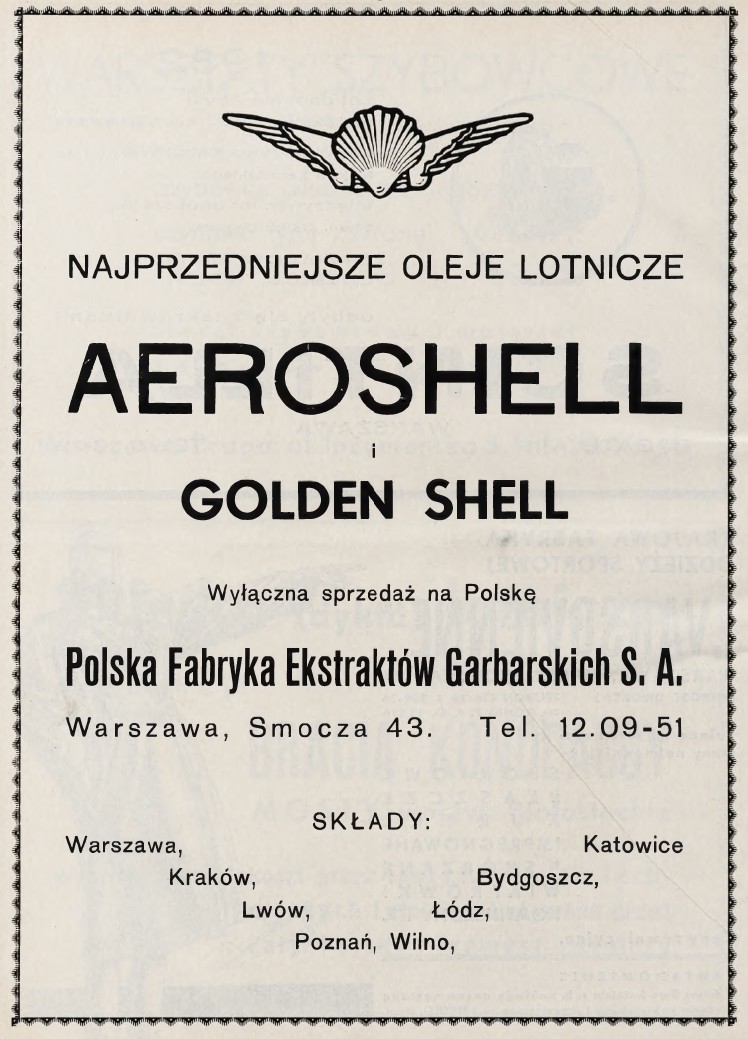 NAJPRZEDNIEJSZE OLEJE LOTNICZE
AEROSHELL
i
GOLDEN SHELL
Wyłączna sprzedaż na Polskę
Polska Fabryka Ekstraktów Garbarskich S. A.
Warszawa, Smocza 43. Tel. 12.09-51
SKŁADY:
Warszawa, Katowice
Kraków, Bydgoszcz,
Lwów, Łódz,
Poznań, Wilno,